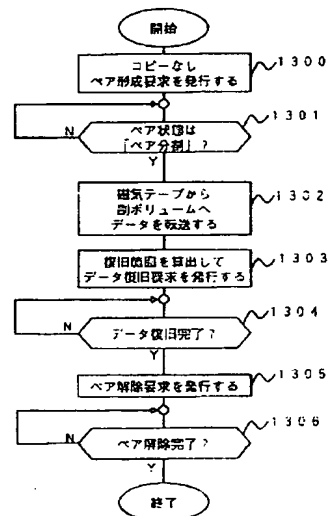 開始
コピーなし
ペア形成要求を発行する
1300
ペア状態は
「ペア分割」?
1301
N
Y
磁気テープから
副ボリュームへ
データを転送する
1302
復旧範囲を算出して
データ復旧要求を発行する
1303
データ復旧完了?
1304
N
Y
ペア解除要求を発行する
1305
ペア解除完了?
1306
N
Y
終了